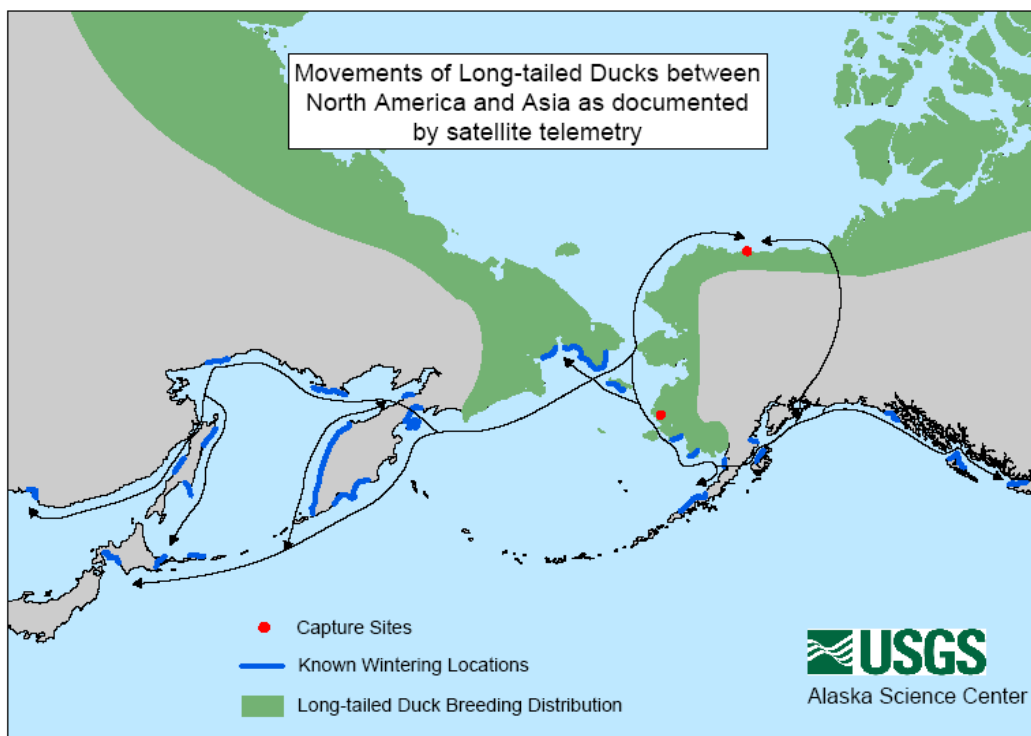 Movements of Long-tailed Ducks between
North America and Asia as documented
by satellite telemetry
Capture Sites
Known Wintering Locations
Long-tailed Duck Breeding Distribution
USGS
Alaska Science Center